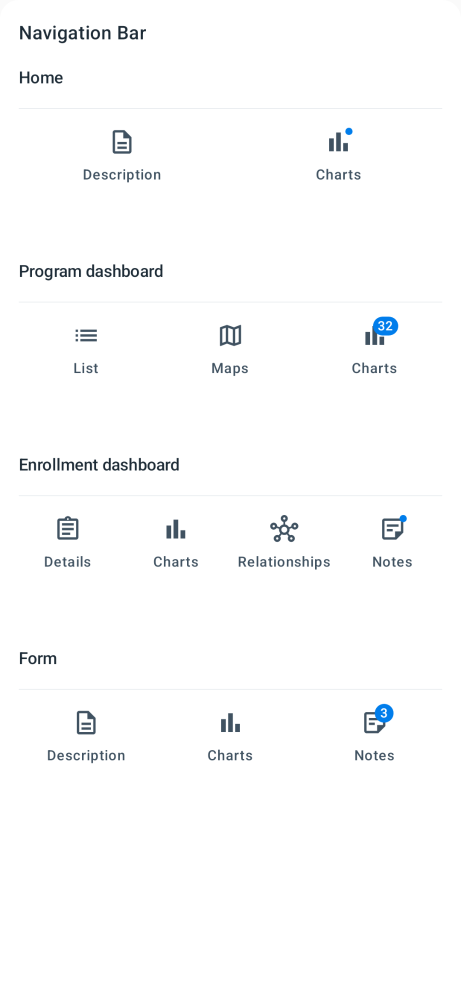 Navigation Bar
Home
Description Charts
Program dashboard
32
List Maps Charts
Enrollment dashboard
Details Charts Relationships Notes
Form
3
Description Charts Notes